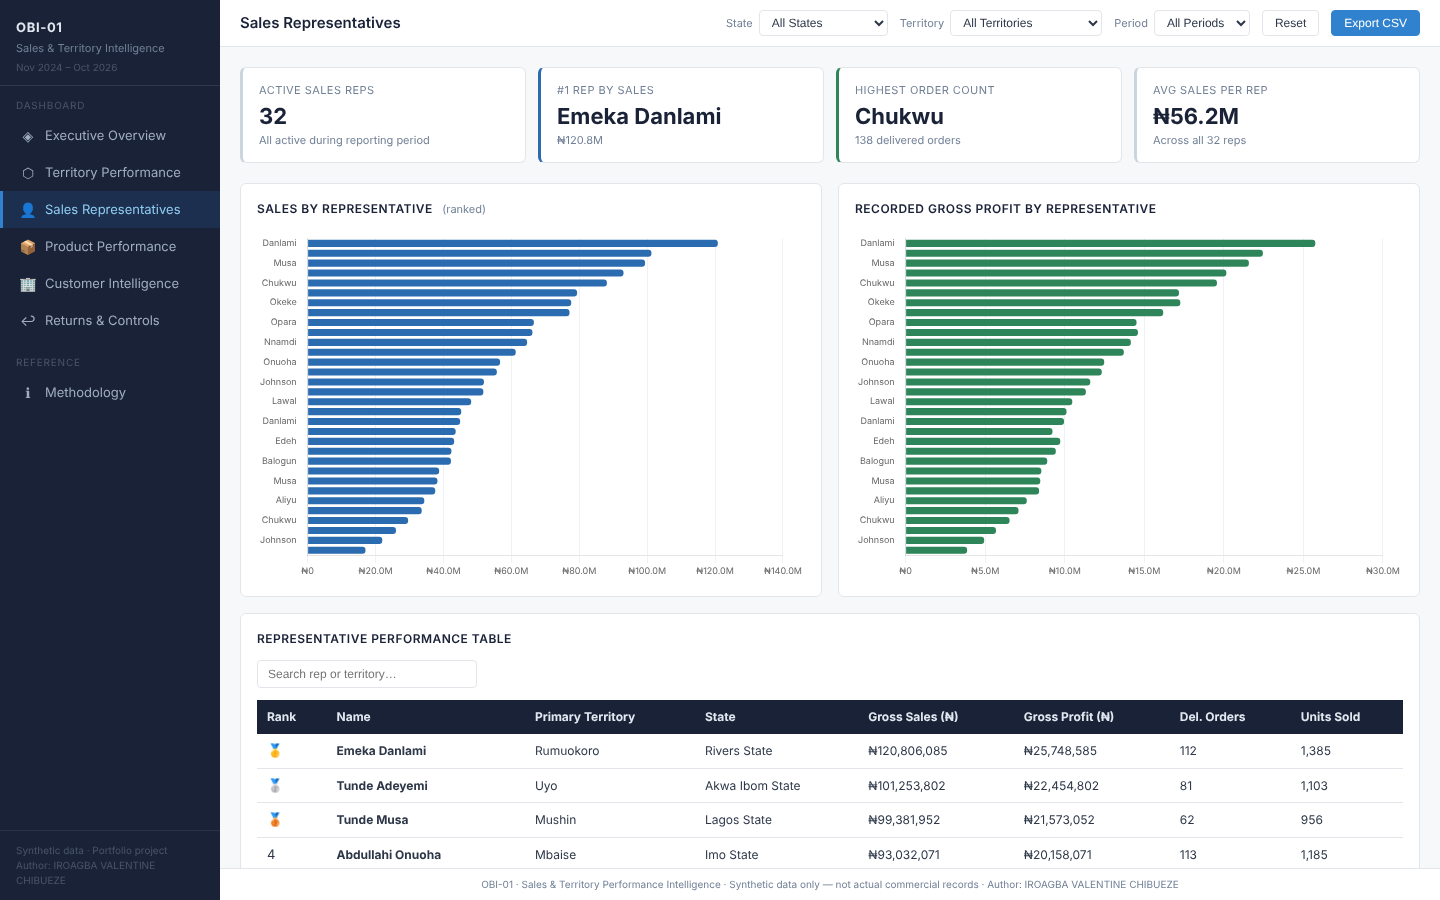 OBI-01
Sales & Territory Intelligence
Nov 2024 – Oct 2026
DASHBOARD
◈ Executive Overview
⬡ Territory Performance
👤 Sales Representatives
📦 Product Performance
🏢 Customer Intelligence
↩ Returns & Controls
REFERENCE
ℹ Methodology
Synthetic data · Portfolio project
Author: IROAGBA VALENTINE
CHIBUEZE
Sales Representatives
State All States Territory All Territories Period All Periods Reset Export CSV
ACTIVE SALES REPS
32
All active during reporting period
#1 REP BY SALES
Emeka Danlami
₦120.8M
HIGHEST ORDER COUNT
Chukwu
138 delivered orders
AVG SALES PER REP
₦56.2M
Across all 32 reps
SALES BY REPRESENTATIVE (ranked)
Danlami
Musa
Chukwu
Okeke
Opara
Nnamdi
Onuoha
Johnson
Lawal
Danlami
Edeh
Balogun
Musa
Aliyu
Chukwu
Johnson
₦0 ₦20.0M ₦40.0M ₦60.0M ₦80.0M ₦100.0M ₦120.0M ₦140.0M
RECORDED GROSS PROFIT BY REPRESENTATIVE
Danlami
Musa
Chukwu
Okeke
Opara
Nnamdi
Onuoha
Johnson
Lawal
Danlami
Edeh
Balogun
Musa
Aliyu
Chukwu
Johnson
₦0 ₦5.0M ₦10.0M ₦15.0M ₦20.0M ₦25.0M ₦30.0M
REPRESENTATIVE PERFORMANCE TABLE
Search rep or territory…
Rank Name Primary Territory State Gross Sales (₦) Gross Profit (₦) Del. Orders Units Sold
🥇 Emeka Danlami Rumuokoro Rivers State ₦120,806,085 ₦25,748,585 112 1,385
🥈 Tunde Adeyemi Uyo Akwa Ibom State ₦101,253,802 ₦22,454,802 81 1,103
🥉 Tunde Musa Mushin Lagos State ₦99,381,952 ₦21,573,052 62 956
4 Abdullahi Onuoha Mbaise Imo State ₦93,032,071 ₦20,158,071 113 1,185
OBI-01 · Sales & Territory Performance Intelligence · Synthetic data only — not actual commercial records · Author: IROAGBA VALENTINE CHIBUEZE